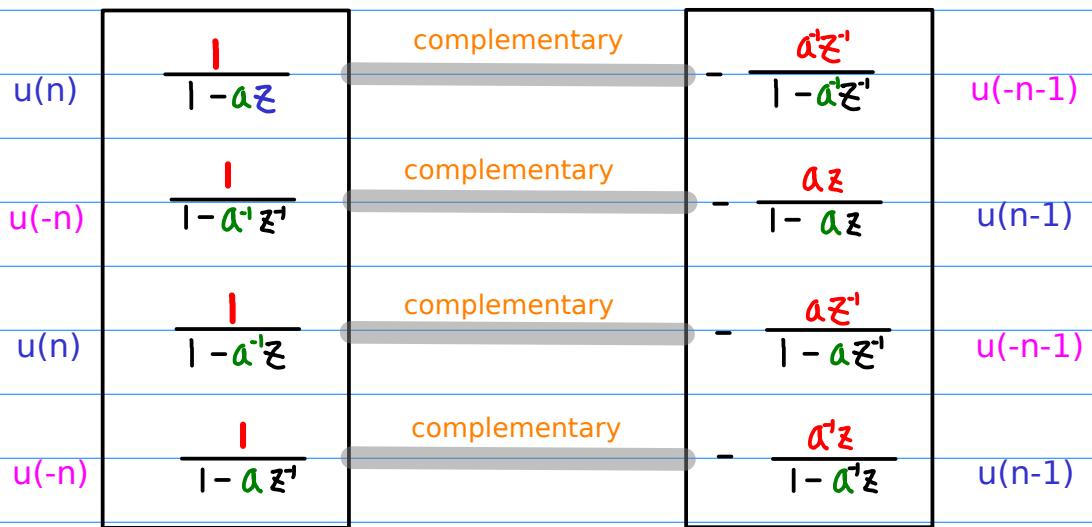 complementary
u(n) 1/(1 - az) - a⁻¹z⁻¹/(1 - a⁻¹z⁻¹) u(-n-1)
complementary
u(-n) 1/(1 - a⁻¹z⁻¹) - az/(1 - az) u(n-1)
complementary
u(n) 1/(1 - a⁻¹z) - az⁻¹/(1 - az⁻¹) u(-n-1)
complementary
u(-n) 1/(1 - az⁻¹) - a⁻¹z/(1 - a⁻¹z) u(n-1)